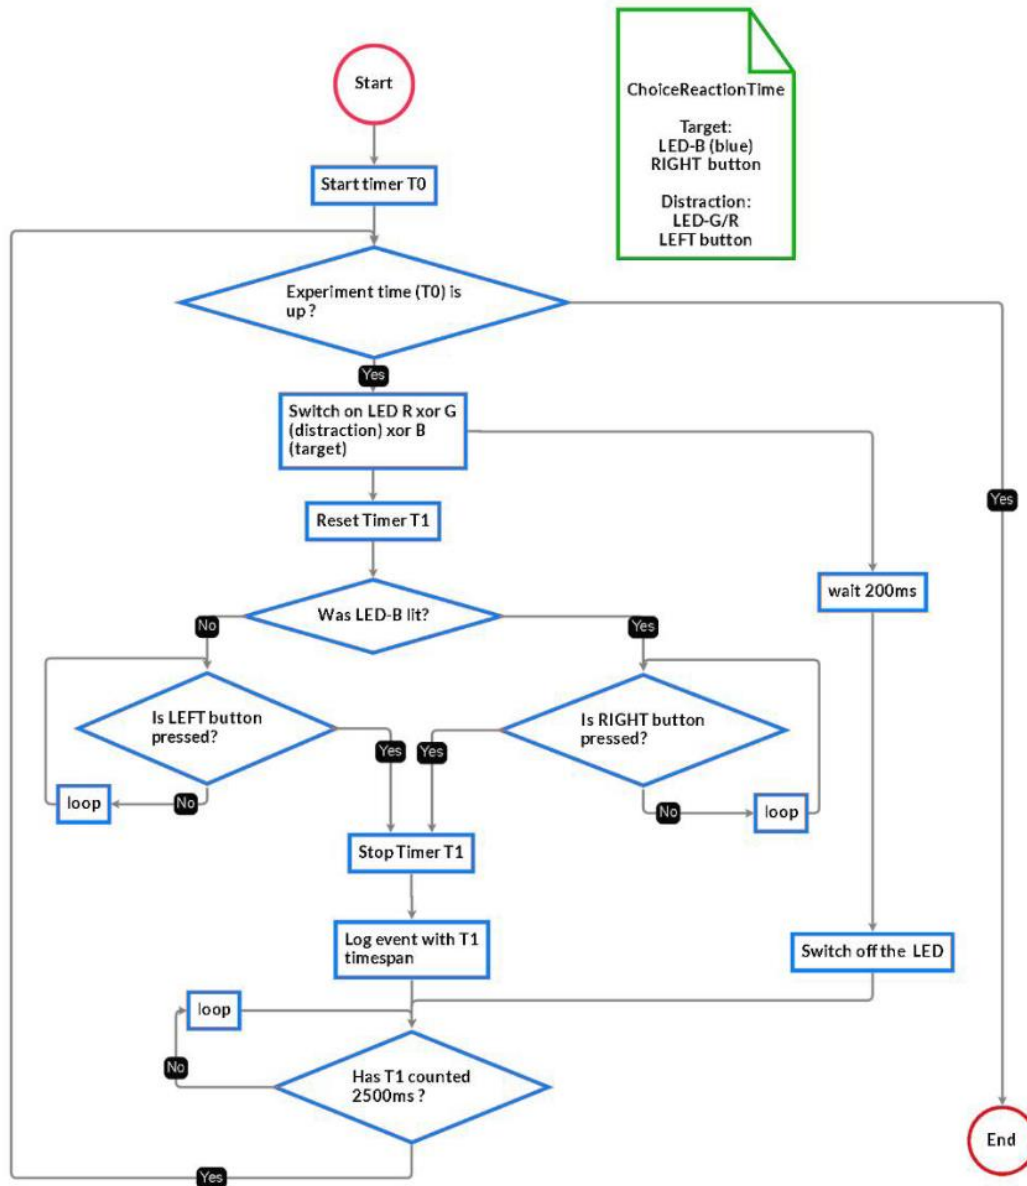 Start
ChoiceReactionTime
Target:
LED-B (blue)
RIGHT button
Distraction:
LED-G/R
LEFT button
Start timer T0
Experiment time (T0) is
up ?
Yes
Switch on LED R xor G
(distraction) xor B
(target)
Yes
Reset Timer T1
wait 200ms
Was LED-B lit?
No
Yes
Is LEFT button
pressed?
Is RIGHT button
pressed?
Yes
Yes
loop
No
No
loop
Stop Timer T1
Log event with T1
timespan
Switch off the LED
loop
No
Has T1 counted
2500ms ?
End
Yes